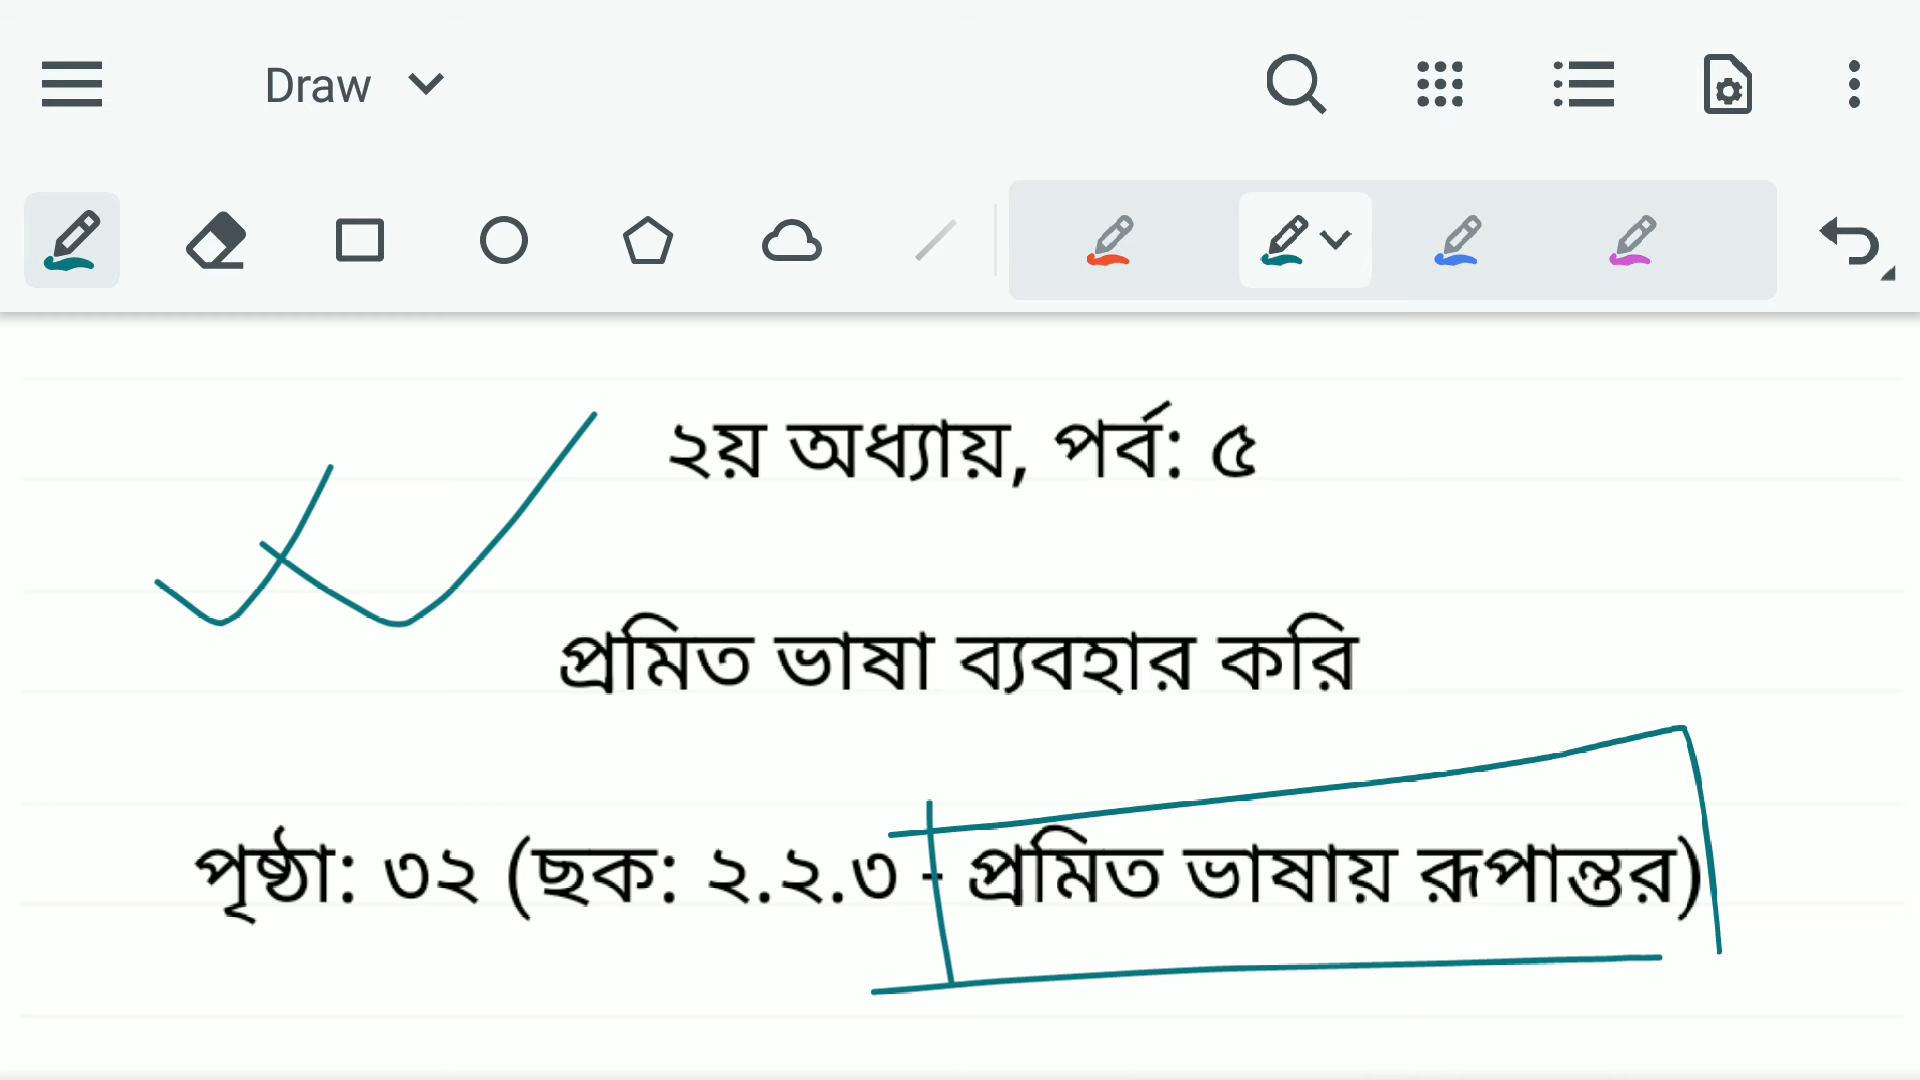 Draw
২য় অধ্যায়, পর্ব: ৫
প্রমিত ভাষা ব্যবহার করি
পৃষ্ঠা: ৩২ (ছক: ২.২.৩ - প্রমিত ভাষায় রূপান্তর)